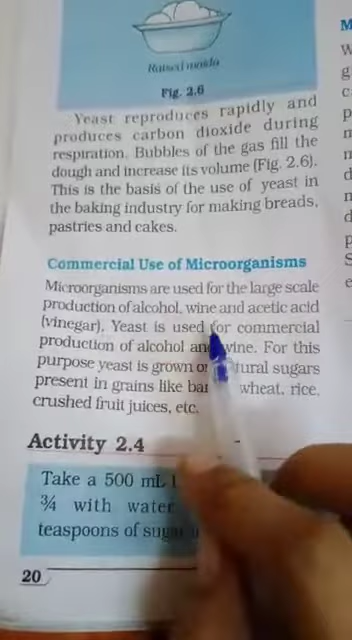 Raised maida
Fig. 2.6
Yeast reproduces rapidly and
produces carbon dioxide during
respiration. Bubbles of the gas fill the
dough and increase its volume (Fig. 2.6).
This is the basis of the use of yeast in
the baking industry for making breads,
pastries and cakes.
Commercial Use of Microorganisms
Microorganisms are used for the large scale
production of alcohol, wine and acetic acid
(vinegar). Yeast is used for commercial
production of alcohol and wine. For this
purpose yeast is grown on natural sugars
present in grains like wheat, rice,
crushed fruit juices, etc.
Activity 2.4
Take a 500 mL
¾ with water
teaspoons of sugar
20